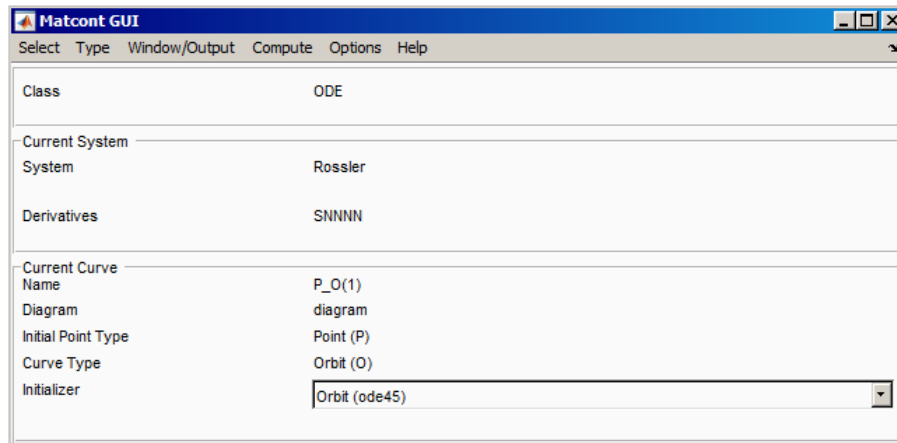 Matcont GUI
Select Type Window/Output Compute Options Help
Class ODE
Current System
System Rossler
Derivatives SNNNN
Current Curve
Name P_O(1)
Diagram diagram
Initial Point Type Point (P)
Curve Type Orbit (O)
Initializer Orbit (ode45)